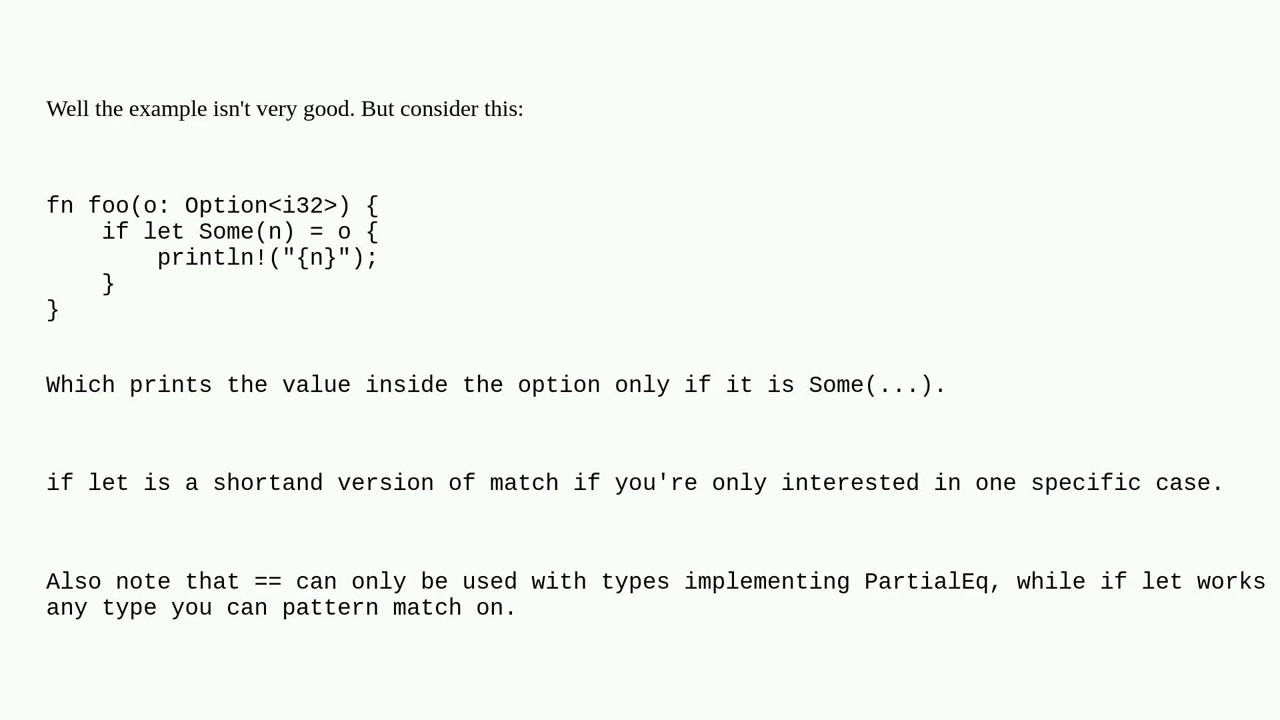 Well the example isn't very good. But consider this:
fn foo(o: Option<i32>) {
    if let Some(n) = o {
        println!("{n}");
    }
}
Which prints the value inside the option only if it is Some(...).
if let is a shortand version of match if you're only interested in one specific case.
Also note that == can only be used with types implementing PartialEq, while if let works
any type you can pattern match on.